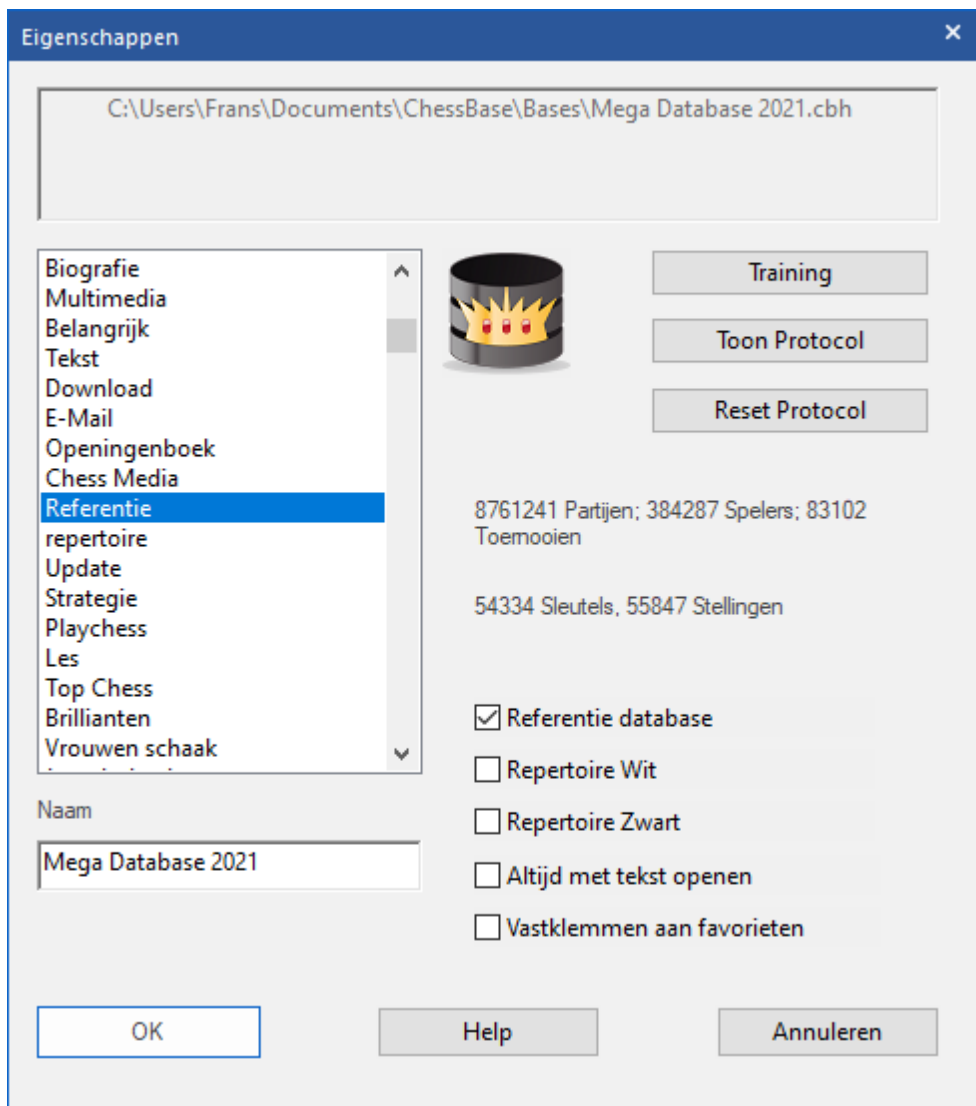 Eigenschappen
C:\Users\Frans\Documents\ChessBase\Bases\Mega Database 2021.cbh
Biografie
Multimedia
Belangrijk
Tekst
Download
E-Mail
Openingenboek
Chess Media
Referentie
repertoire
Update
Strategie
Playchess
Les
Top Chess
Brillianten
Vrouwen schaak
Training
Toon Protocol
Reset Protocol
8761241 Partijen; 384287 Spelers; 83102
Toernooien
54334 Sleutels, 55847 Stellingen
Referentie database
Repertoire Wit
Repertoire Zwart
Altijd met tekst openen
Vastklemmen aan favorieten
Naam
Mega Database 2021
OK
Help
Annuleren